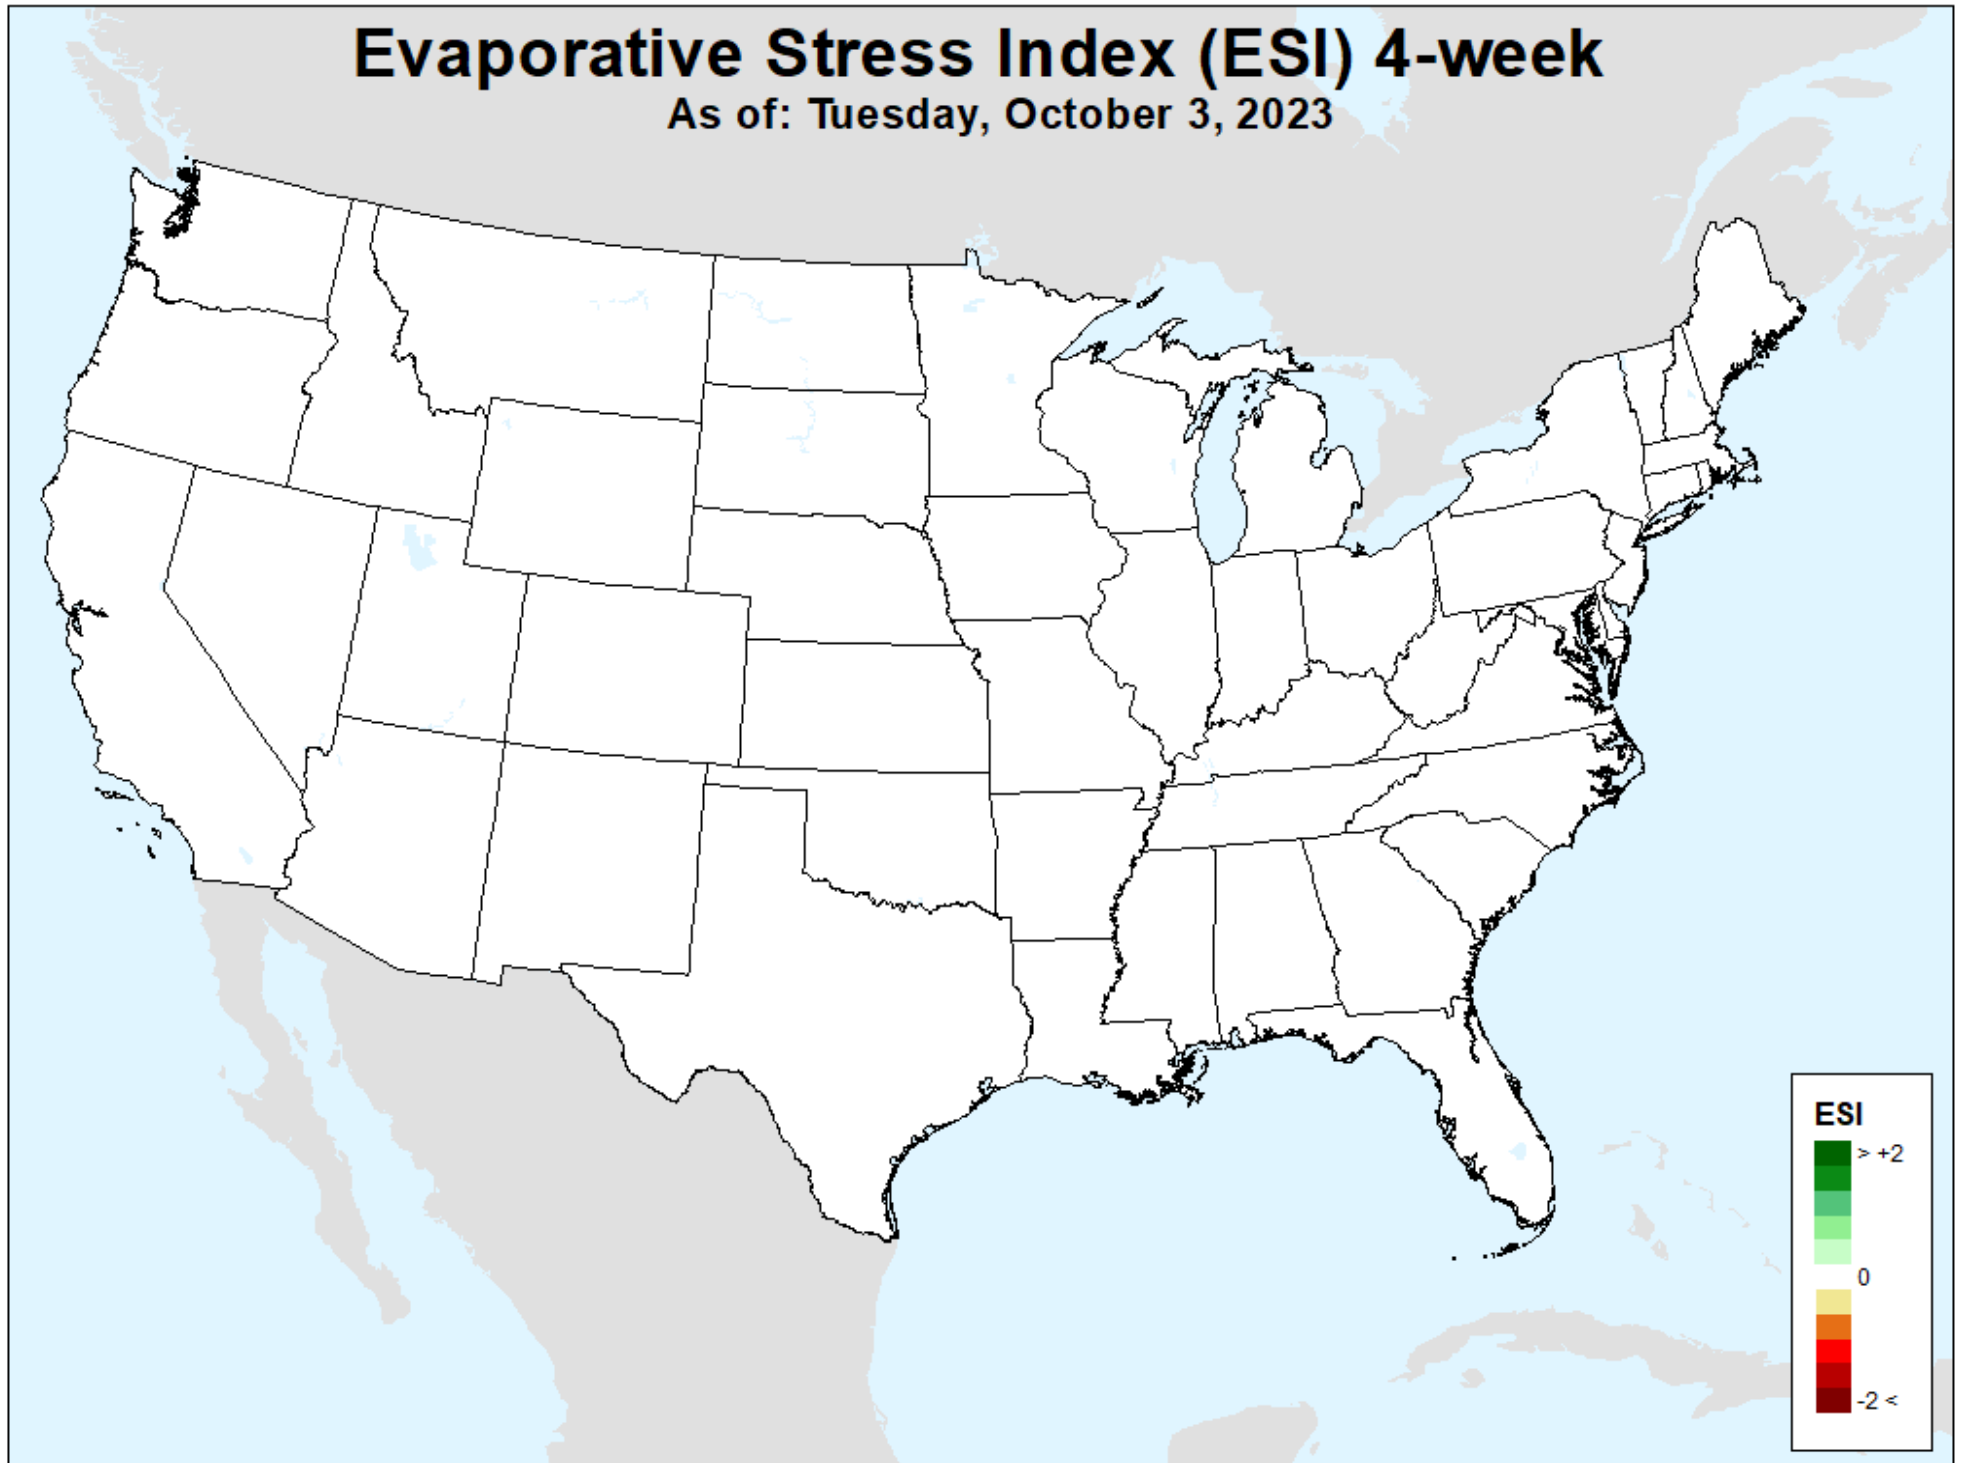 Evaporative Stress Index (ESI) 4-week
As of: Tuesday, October 3, 2023
ESI
> +2
0
-2 <